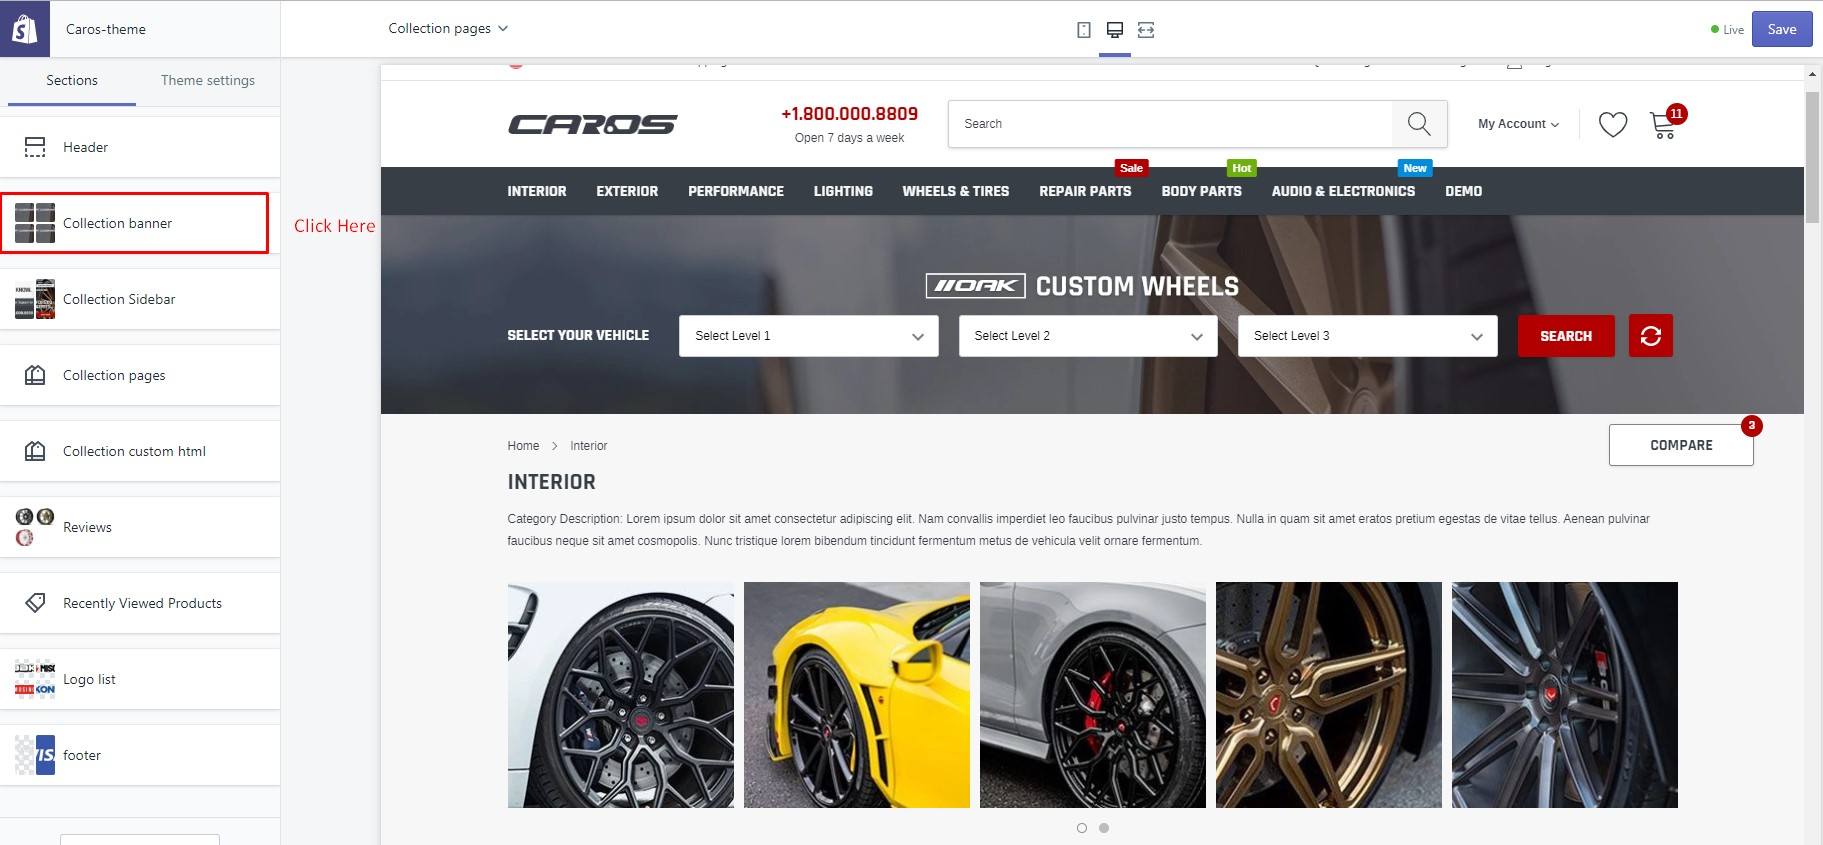 Caros-theme
Collection pages
Live
Save
Sections
Theme settings
Header
Collection banner
Click Here
Collection Sidebar
Collection pages
Collection custom html
Reviews
Recently Viewed Products
Logo list
footer
CAROS
+1.800.000.8809
Open 7 days a week
Search
My Account
11
Sale
Hot
New
INTERIOR EXTERIOR PERFORMANCE LIGHTING WHEELS & TIRES REPAIR PARTS BODY PARTS AUDIO & ELECTRONICS DEMO
OAK CUSTOM WHEELS
SELECT YOUR VEHICLE Select Level 1 Select Level 2 Select Level 3 SEARCH
Home > Interior
COMPARE
3
INTERIOR
Category Description: Lorem ipsum dolor sit amet consectetur adipiscing elit. Nam convallis imperdiet leo faucibus pulvinar justo tempus. Nulla in quam sit amet eratos pretium egestas de vitae tellus. Aenean pulvinar
faucibus neque sit amet cosmopolis. Nunc tristique lorem bibendum tincidunt fermentum metus de vehicula velit ornare fermentum.